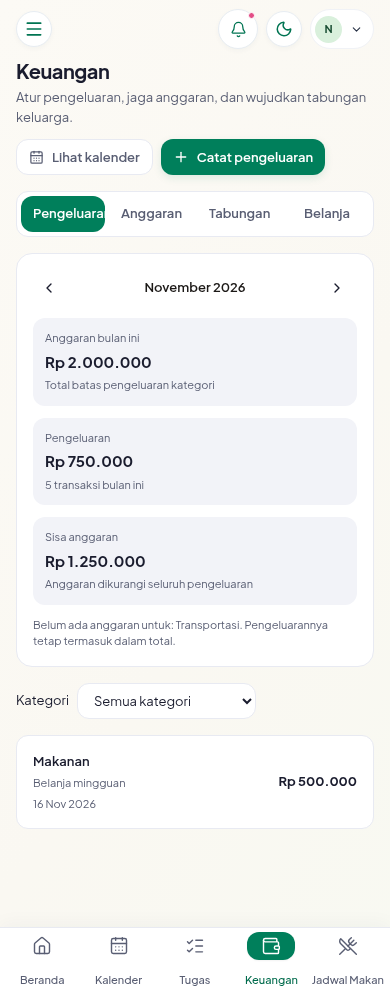 N
Keuangan
Atur pengeluaran, jaga anggaran, dan wujudkan tabungan
keluarga.
Lihat kalender
Catat pengeluaran
Pengeluaran Anggaran Tabungan Belanja
November 2026
Anggaran bulan ini
Rp 2.000.000
Total batas pengeluaran kategori
Pengeluaran
Rp 750.000
5 transaksi bulan ini
Sisa anggaran
Rp 1.250.000
Anggaran dikurangi seluruh pengeluaran
Belum ada anggaran untuk: Transportasi. Pengeluarannya
tetap termasuk dalam total.
Kategori Semua kategori
Makanan
Belanja mingguan
Rp 500.000
16 Nov 2026
Beranda Kalender Tugas Keuangan Jadwal Makan